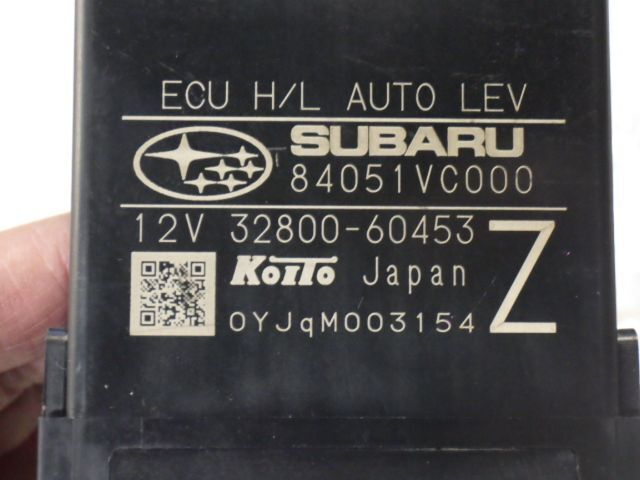 ECU H/L AUTO LEV
SUBARU
84051VC000
12V 32800-60453
Z
KOITO Japan
0YJqM003154